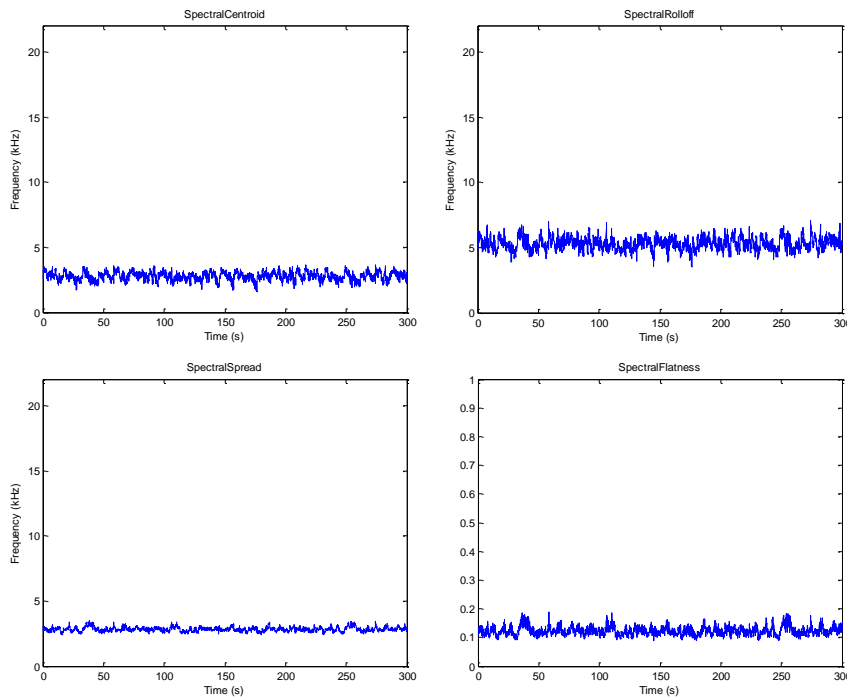 SpectralCentroid
Frequency (kHz)
20
15
10
5
0
0 50 100 150 200 250 300
Time (s)
SpectralRolloff
Frequency (kHz)
20
15
10
5
0
0 50 100 150 200 250 300
Time (s)
SpectralSpread
Frequency (kHz)
20
15
10
5
0
0 50 100 150 200 250 300
Time (s)
SpectralFlatness
1
0.9
0.8
0.7
0.6
0.5
0.4
0.3
0.2
0.1
0
0 50 100 150 200 250 300
Time (s)